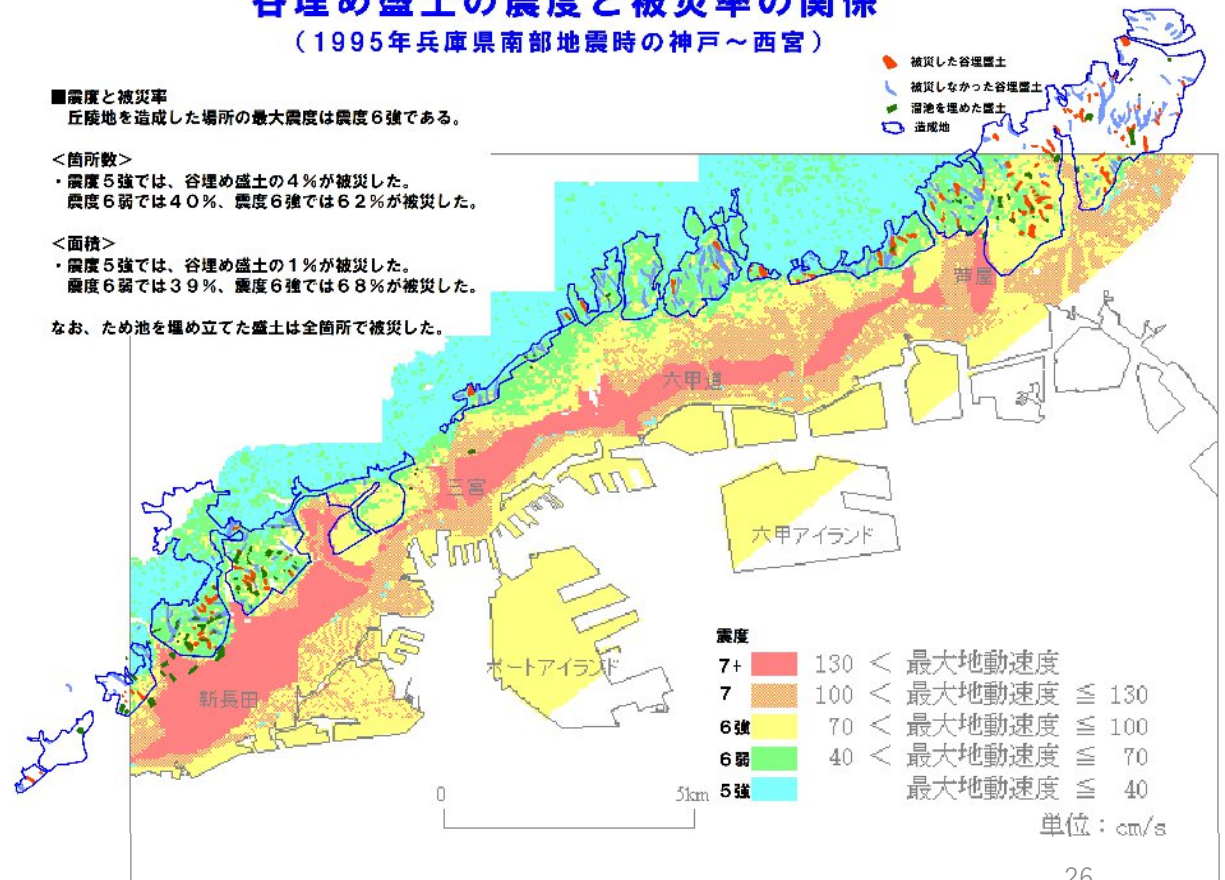 谷埋め盛土の震度と被災率の関係
（1995年兵庫県南部地震時の神戸～西宮）
被災した谷埋盛土
被災しなかった谷埋盛土
溜池を埋めた盛土
造成地
■震度と被災率
丘陵地を造成した場所の最大震度は震度６強である。
＜箇所数＞
・震度５強では、谷埋め盛土の４％が被災した。
震度６弱では４０％、震度６強では６２％が被災した。
＜面積＞
・震度５強では、谷埋め盛土の１％が被災した。
震度６弱では３９％、震度６強では６８％が被災した。
なお、ため池を埋め立てた盛土は全箇所で被災した。
芦屋
六甲道
三宮
六甲アイランド
ポートアイランド
新長田
震度
7+ 130 ＜ 最大地動速度
7 100 ＜ 最大地動速度 ≦ 130
6強 70 ＜ 最大地動速度 ≦ 100
6弱 40 ＜ 最大地動速度 ≦ 70
5強 最大地動速度 ≦ 40
単位：cm/s
0 5km
26